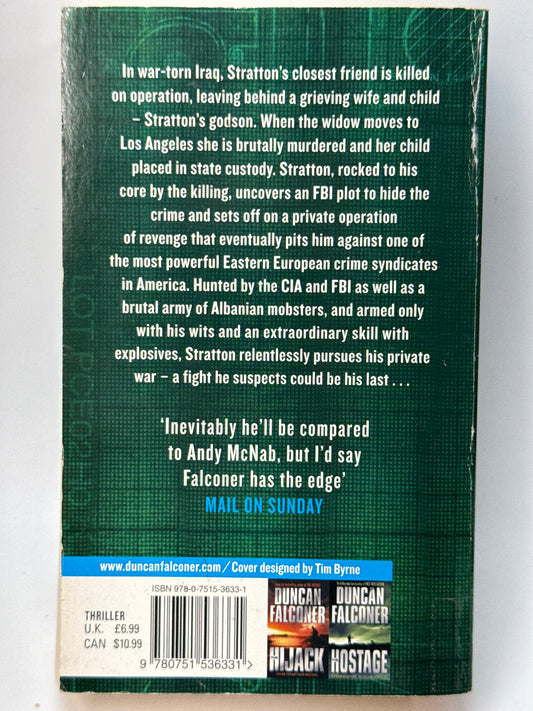 In war-torn Iraq, Stratton's closest friend is killed
on operation, leaving behind a grieving wife and child
– Stratton's godson. When the widow moves to
Los Angeles she is brutally murdered and her child
placed in state custody. Stratton, rocked to his
core by the killing, uncovers an FBI plot to hide the
crime and sets off on a private operation
of revenge that eventually pits him against one of
the most powerful Eastern European crime syndicates
in America. Hunted by the CIA and FBI as well as a
brutal army of Albanian mobsters, and armed only
with his wits and an extraordinary skill with
explosives, Stratton relentlessly pursues his private
war – a fight he suspects could be his last . . .
'Inevitably he'll be compared
to Andy McNab, but I'd say
Falconer has the edge'
MAIL ON SUNDAY
www.duncanfalconer.com / Cover designed by Tim Byrne
ISBN 978-0-7515-3633-1
THRILLER
U.K. £6.99
CAN $10.99
9 780751 536331 >
DUNCAN
FALCONER
HIJACK
DUNCAN
FALCONER
HOSTAGE